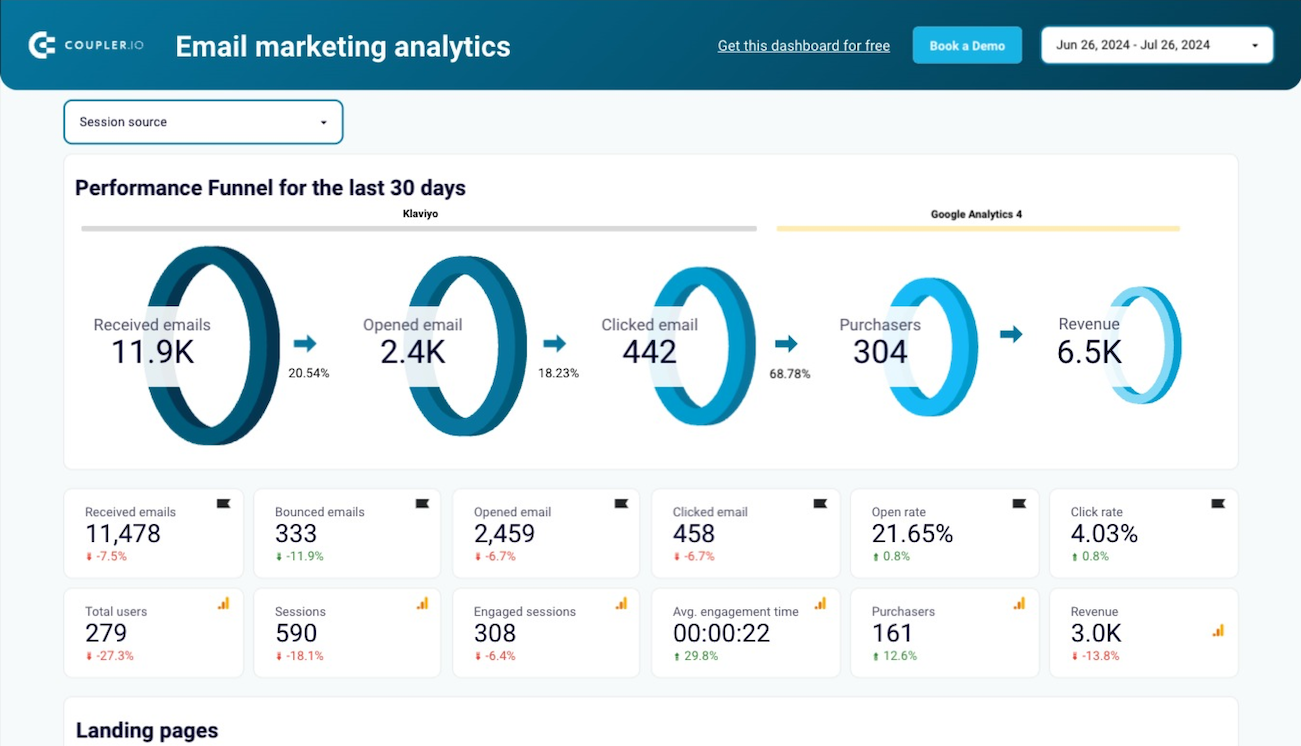 COUPLER.IO
Email marketing analytics
Get this dashboard for free
Book a Demo
Jun 26, 2024 - Jul 26, 2024
Session source
Performance Funnel for the last 30 days
Klaviyo
Google Analytics 4
Received emails
11.9K
20.54%
Opened email
2.4K
18.23%
Clicked email
442
68.78%
Purchasers
304
Revenue
6.5K
Received emails
11,478
-7.5%
Bounced emails
333
-11.9%
Opened email
2,459
-6.7%
Clicked email
458
-6.7%
Open rate
21.65%
0.8%
Click rate
4.03%
0.8%
Total users
279
-27.3%
Sessions
590
-18.1%
Engaged sessions
308
-6.4%
Avg. engagement time
00:00:22
29.8%
Purchasers
161
12.6%
Revenue
3.0K
-13.8%
Landing pages